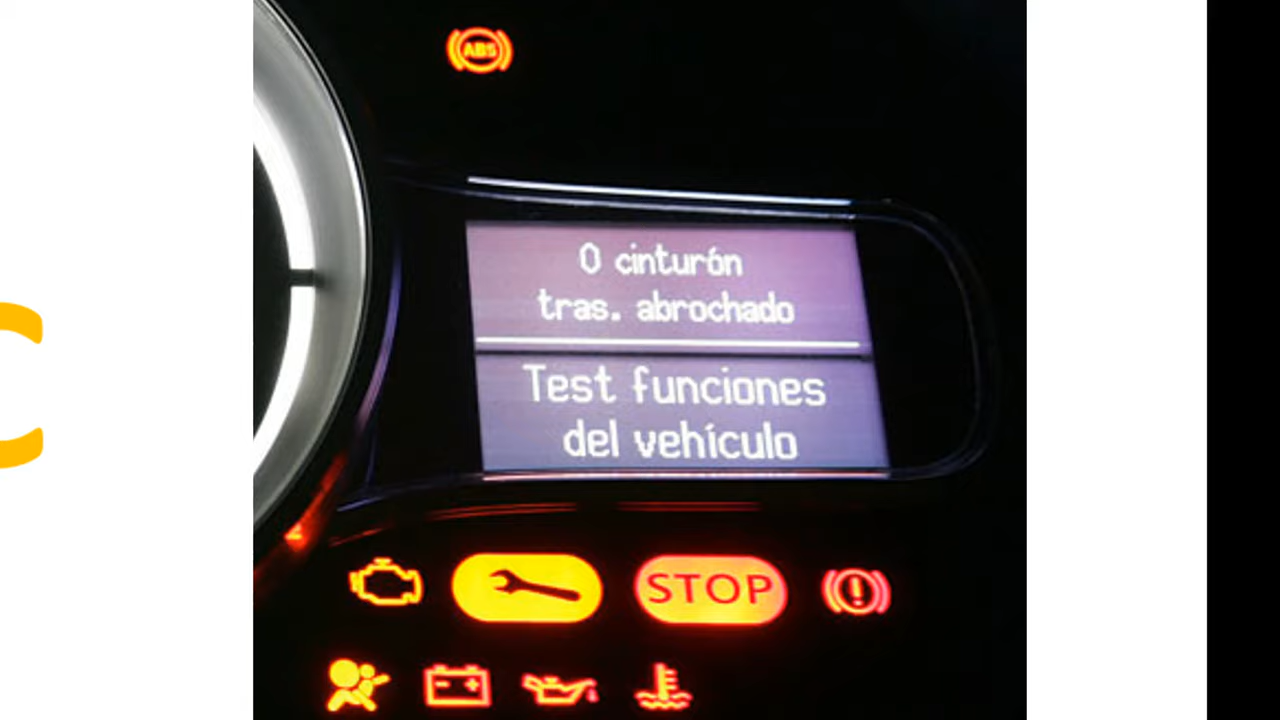 ABS
0 cinturón
tras. abrochado
Test funciones
del vehículo
STOP